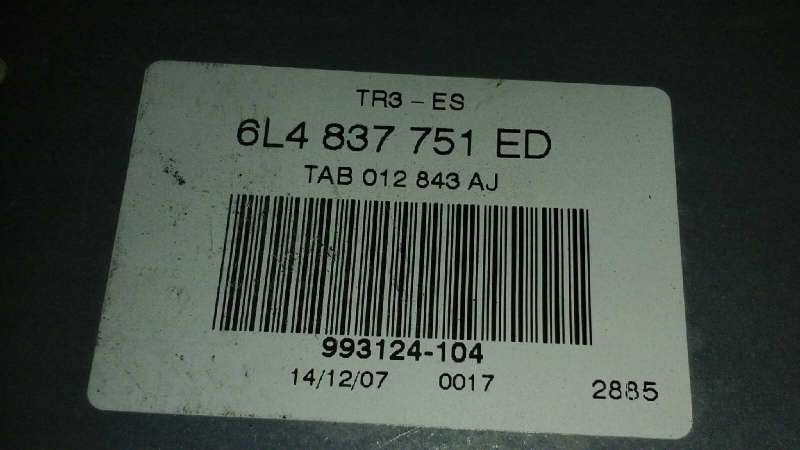 TR3 - ES
6L4 837 751 ED
TAB 012 843 AJ
993124-104
14/12/07 0017 2885